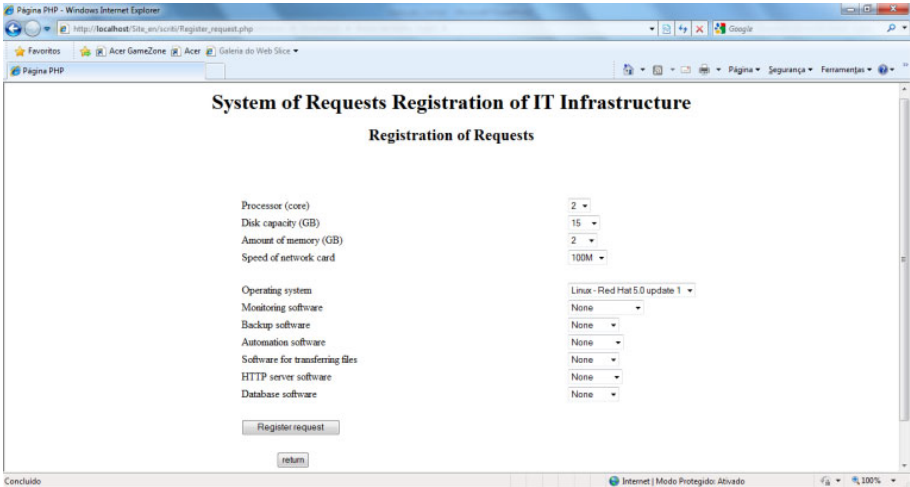 Página PHP - Windows Internet Explorer
http://localhost/Site_en/scriti/Register_request.php
Google
Favoritos Acer GameZone Acer Galeria do Web Slice
Página PHP
Página Segurança Ferramentas
System of Requests Registration of IT Infrastructure
Registration of Requests
Processor (core) 2
Disk capacity (GB) 15
Amount of memory (GB) 2
Speed of network card 100M
Operating system Linux - Red Hat 5.0 update 1
Monitoring software None
Backup software None
Automation software None
Software for transferring files None
HTTP server software None
Database software None
Register request
return
Concluído Internet | Modo Protegido: Ativado 100%